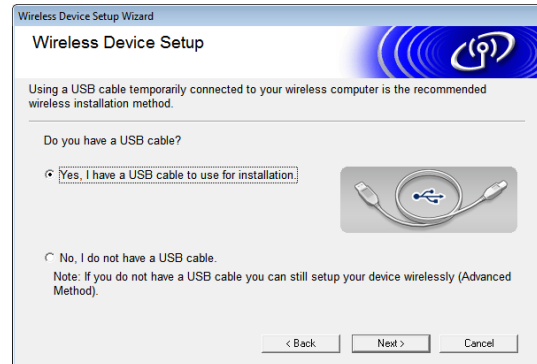 Wireless Device Setup Wizard
Wireless Device Setup
Using a USB cable temporarily connected to your wireless computer is the recommended
wireless installation method.
Do you have a USB cable?
Yes, I have a USB cable to use for installation.
No, I do not have a USB cable.
Note: If you do not have a USB cable you can still setup your device wirelessly (Advanced
Method).
< Back Next > Cancel